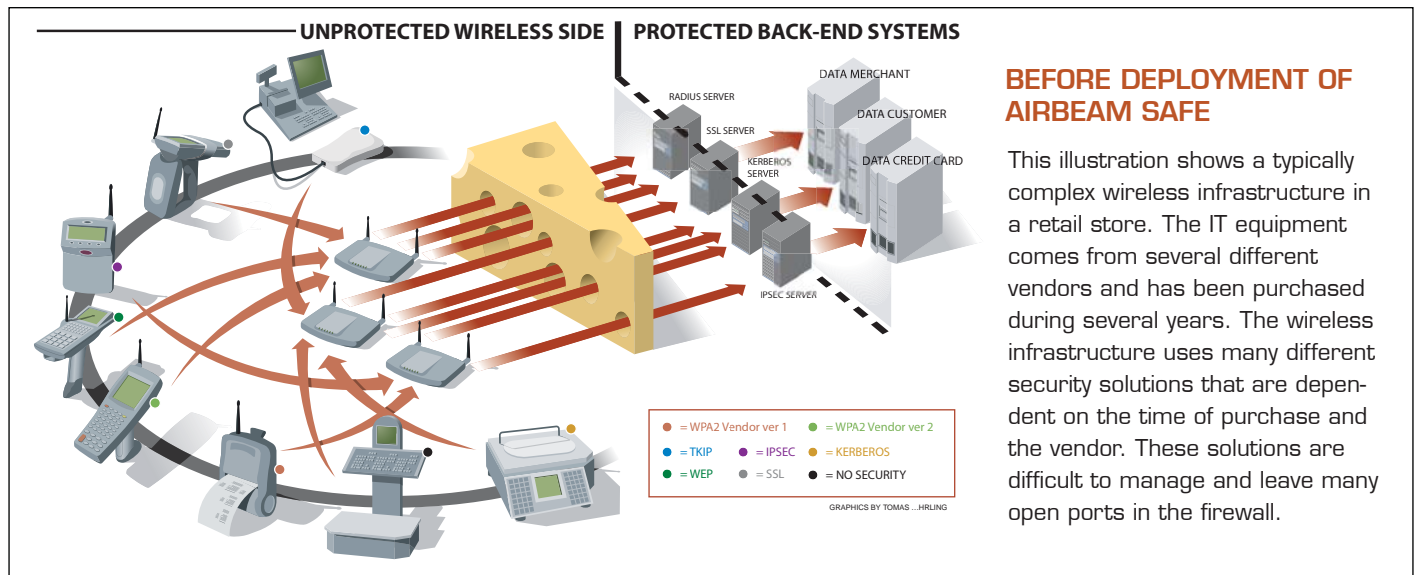 UNPROTECTED WIRELESS SIDE
PROTECTED BACK-END SYSTEMS
DATA MERCHANT
RADIUS SERVER
DATA CUSTOMER
SSL SERVER
DATA CREDIT CARD
KERBEROS
SERVER
IPSEC SERVER
= WPA2 Vendor ver 1
= WPA2 Vendor ver 2
= TKIP
= IPSEC
= KERBEROS
= WEP
= SSL
= NO SECURITY
GRAPHICS BY TOMAS ...HRLING
BEFORE DEPLOYMENT OF
AIRBEAM SAFE
This illustration shows a typically
complex wireless infrastructure in
a retail store. The IT equipment
comes from several different
vendors and has been purchased
during several years. The wireless
infrastructure uses many different
security solutions that are depen-
dent on the time of purchase and
the vendor. These solutions are
difficult to manage and leave many
open ports in the firewall.